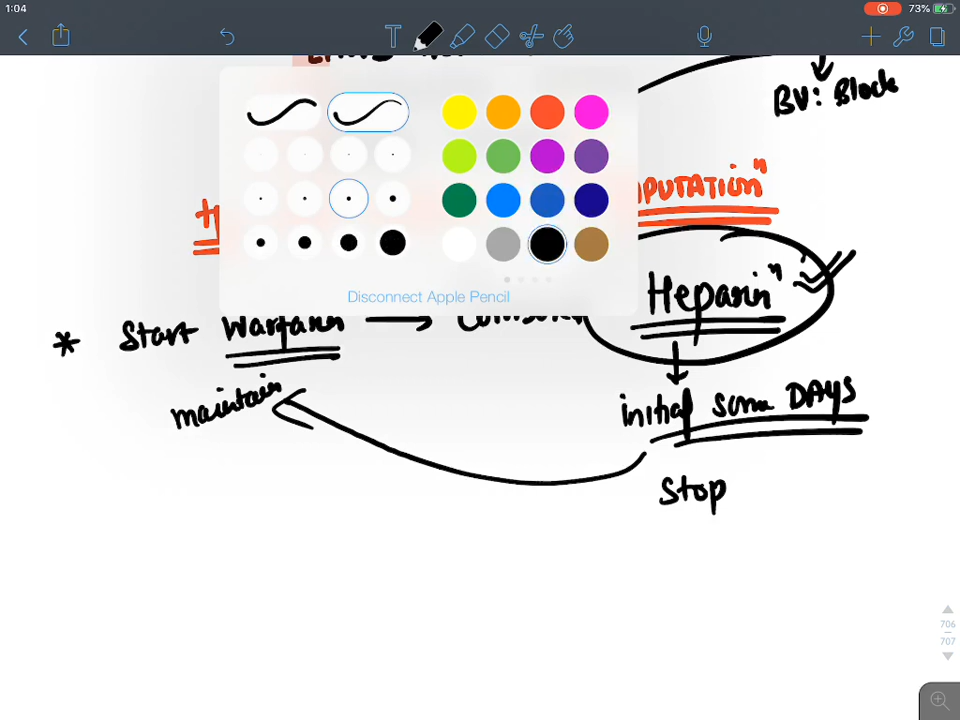 1:04
73%
T
BV: Block
PUTATION"
Disconnect Apple Pencil
Heparin"
* Start Warfarin →
maintain
initial some DAYS
Stop
706
707